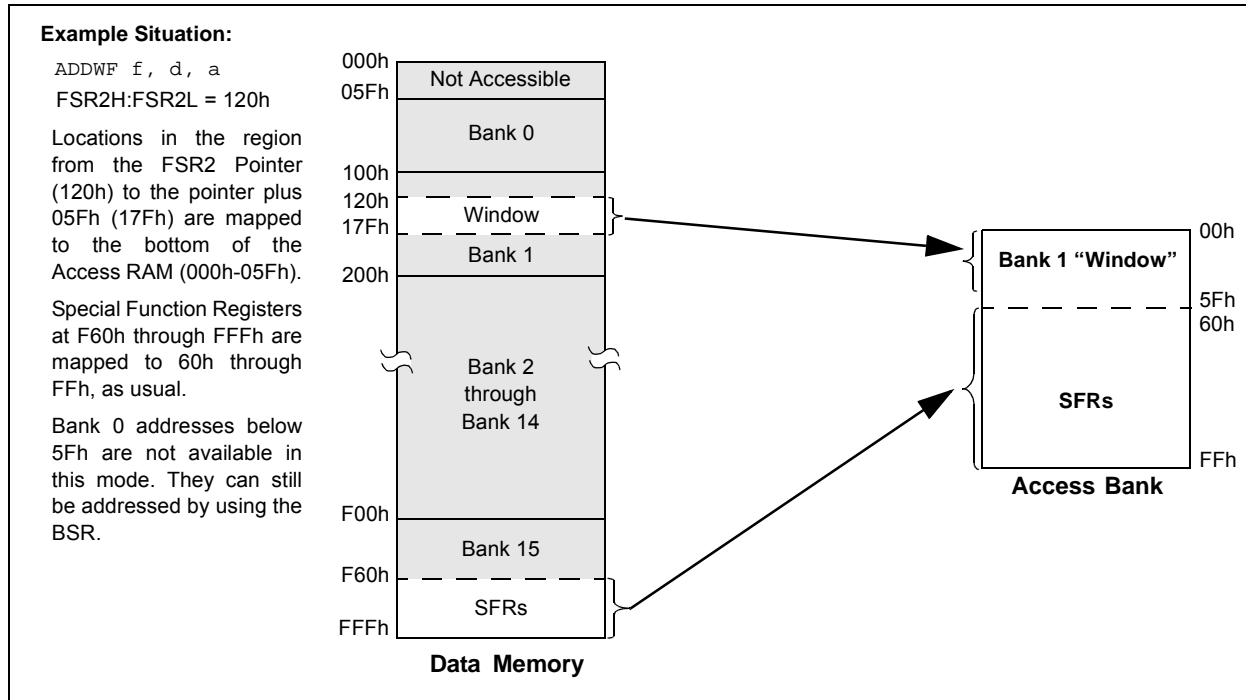 Example Situation:
ADDWF f, d, a
FSR2H:FSR2L = 120h
Locations in the region
from the FSR2 Pointer
(120h) to the pointer plus
05Fh (17Fh) are mapped
to the bottom of the
Access RAM (000h-05Fh).
Special Function Registers
at F60h through FFFh are
mapped to 60h through
FFh, as usual.
Bank 0 addresses below
5Fh are not available in
this mode. They can still
be addressed by using the
BSR.
000h
Not Accessible
05Fh
Bank 0
100h
120h
Window
17Fh
Bank 1
200h
Bank 2
through
Bank 14
F00h
Bank 15
F60h
SFRs
FFFh
Data Memory
00h
Bank 1 “Window”
5Fh
60h
SFRs
FFh
Access Bank